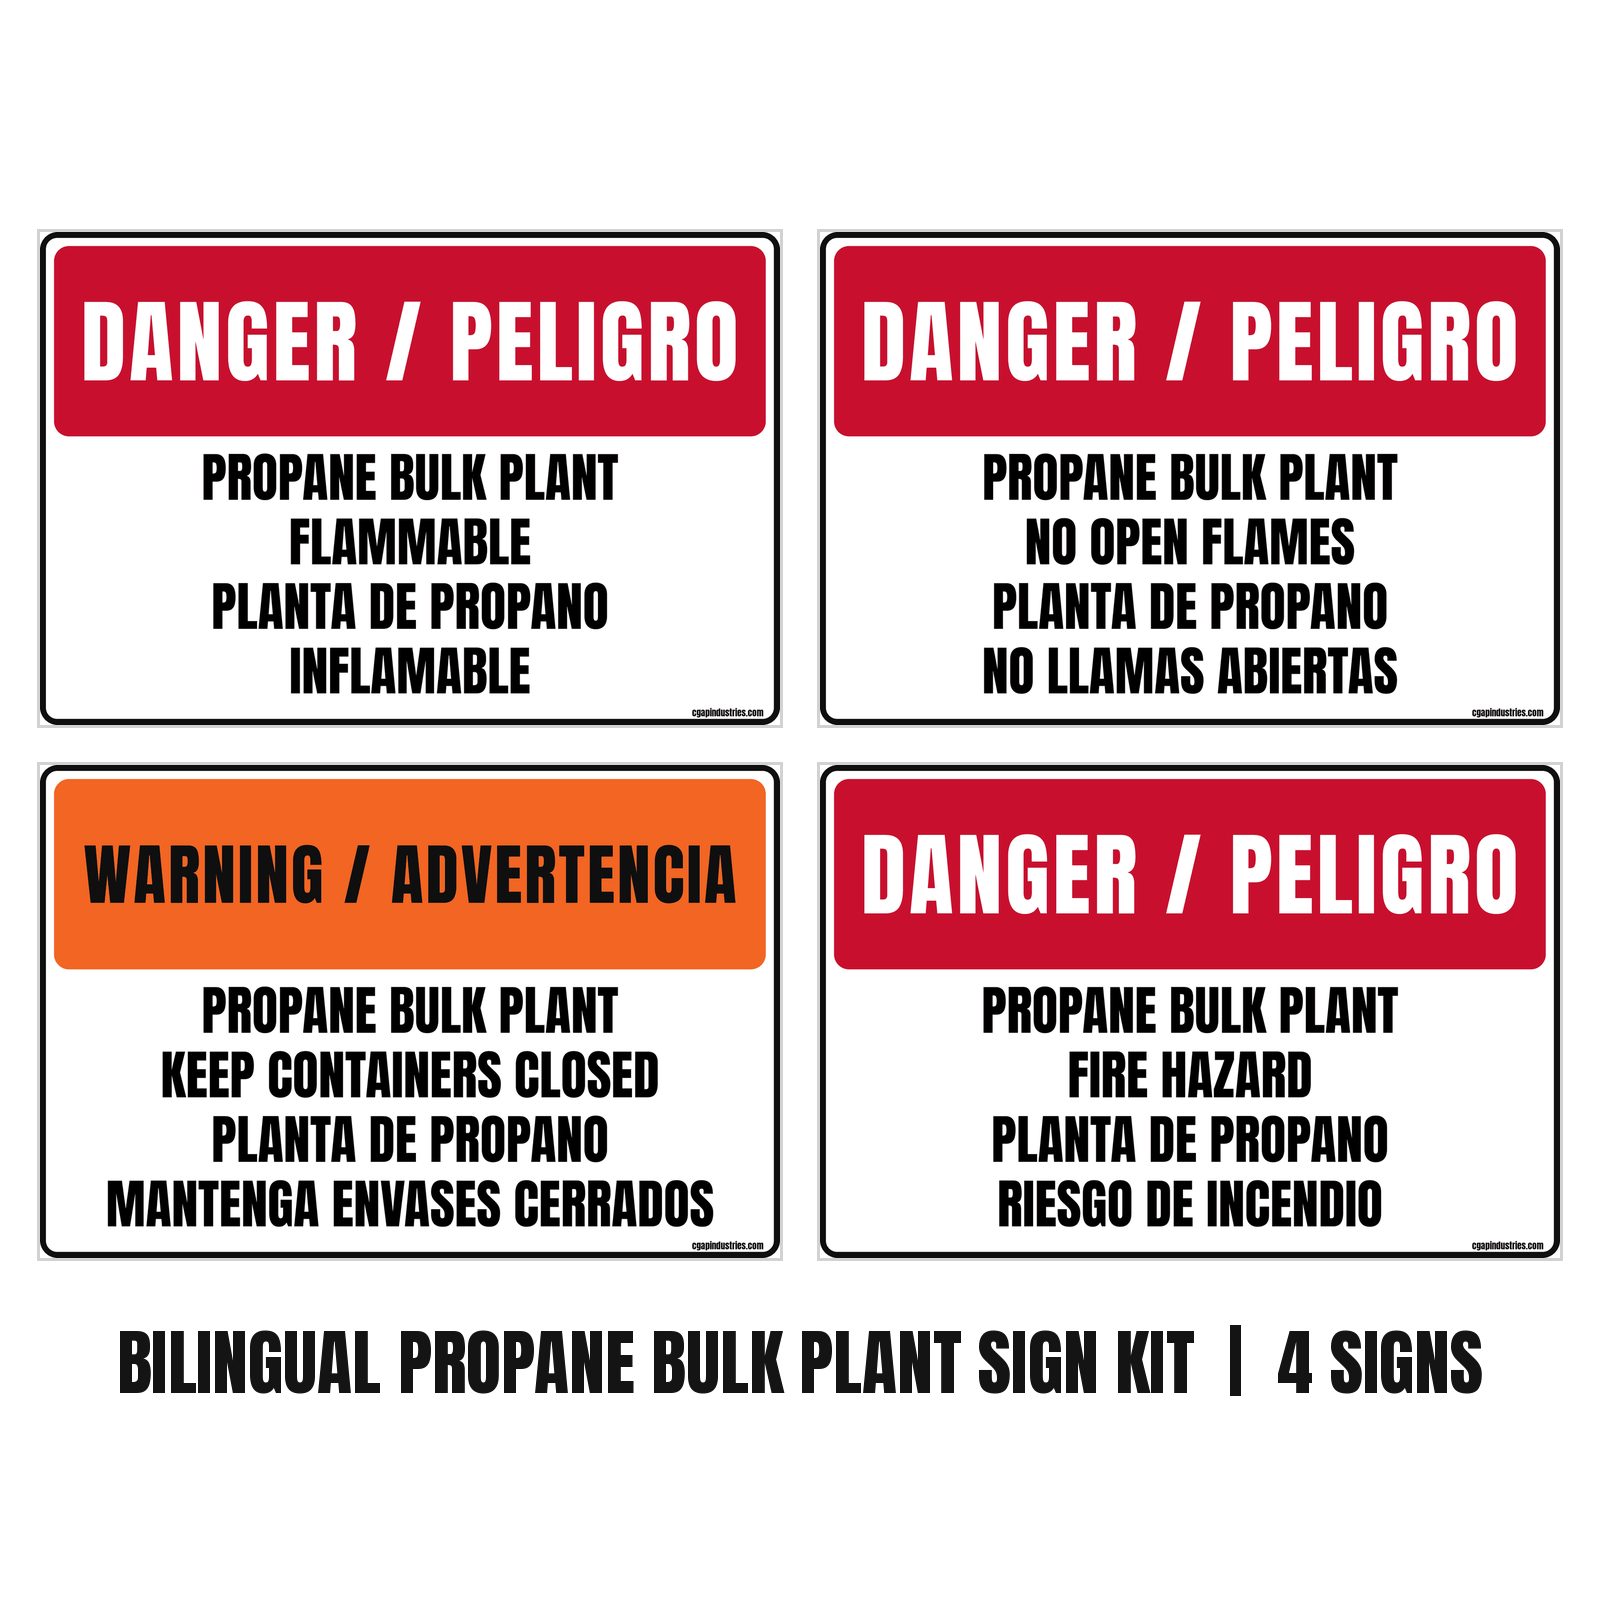 DANGER / PELIGRO
PROPANE BULK PLANT
FLAMMABLE
PLANTA DE PROPANO
INFLAMABLE
cgapindustries.com
DANGER / PELIGRO
PROPANE BULK PLANT
NO OPEN FLAMES
PLANTA DE PROPANO
NO LLAMAS ABIERTAS
cgapindustries.com
WARNING / ADVERTENCIA
PROPANE BULK PLANT
KEEP CONTAINERS CLOSED
PLANTA DE PROPANO
MANTENGA ENVASES CERRADOS
cgapindustries.com
DANGER / PELIGRO
PROPANE BULK PLANT
FIRE HAZARD
PLANTA DE PROPANO
RIESGO DE INCENDIO
cgapindustries.com
BILINGUAL PROPANE BULK PLANT SIGN KIT | 4 SIGNS